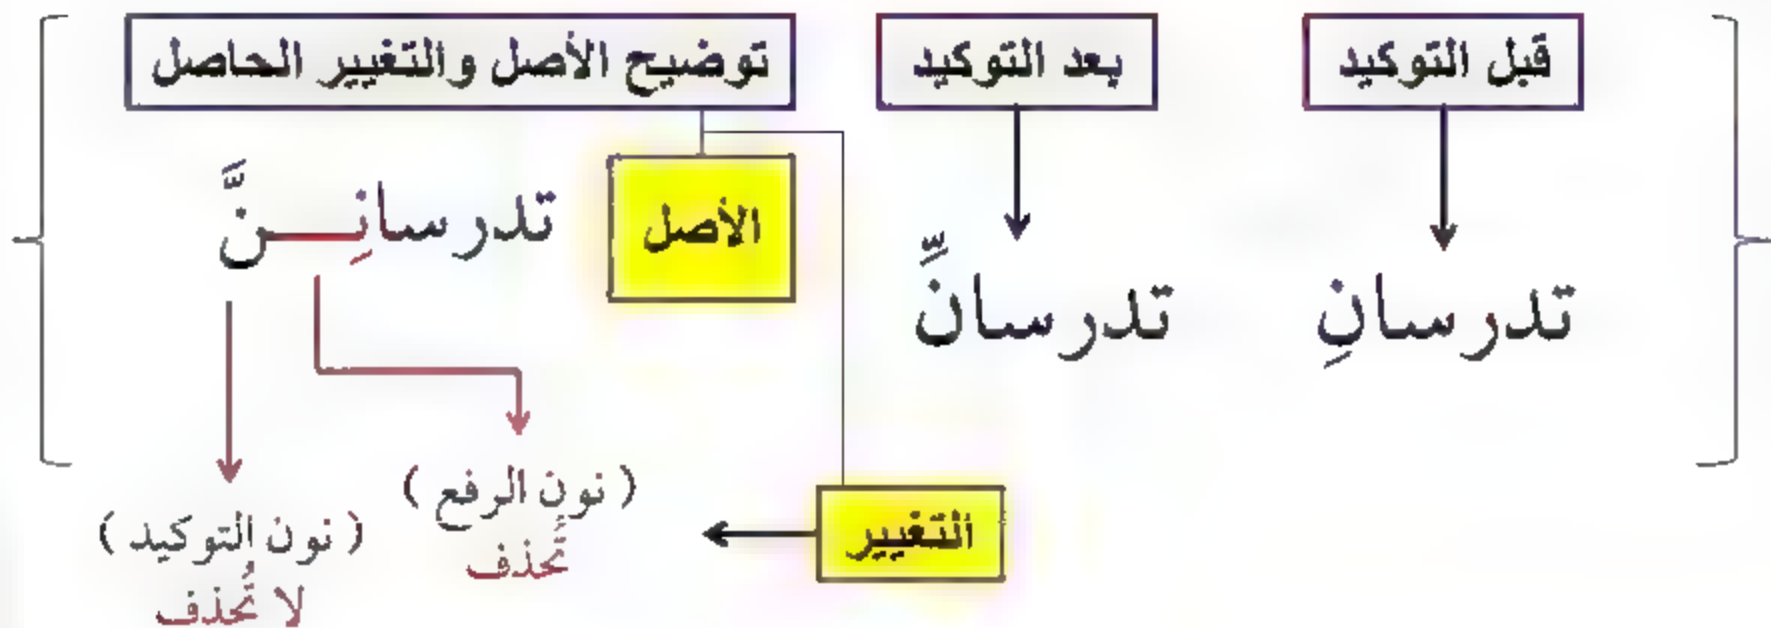 قبل التوكيد
بعد التوكيد
توضيح الأصل والتغيير الحاصل
تدرسانِ
تدرسانِّ
الأصل
تدرسانِـــنَّ
التغيير
( نون الرفع )
تُحذف
( نون التوكيد )
لا تُحذف